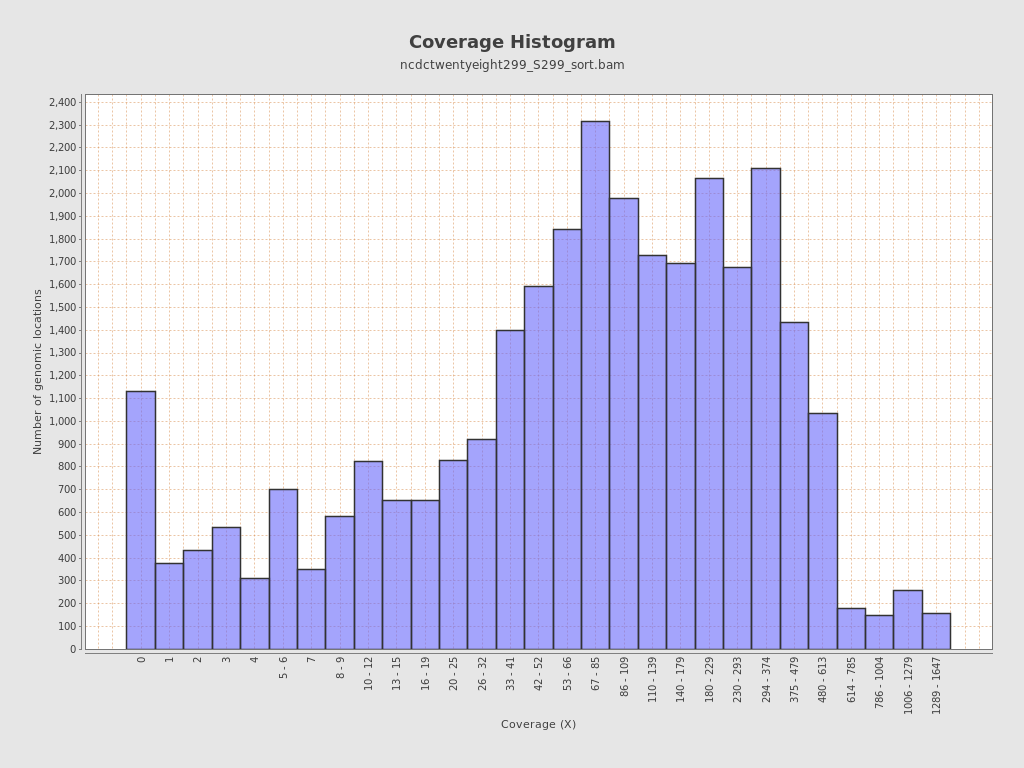 Coverage Histogram
ncdctwentyeight299_S299_sort.bam
Number of genomic locations
2,400
2,300
2,200
2,100
2,000
1,900
1,800
1,700
1,600
1,500
1,400
1,300
1,200
1,100
1,000
900
800
700
600
500
400
300
200
100
0
0
1
2
3
4
5 - 6
7
8 - 9
10 - 12
13 - 15
16 - 19
20 - 25
26 - 32
33 - 41
42 - 52
53 - 66
67 - 85
86 - 109
110 - 139
140 - 179
180 - 229
230 - 293
294 - 374
375 - 479
480 - 613
614 - 785
786 - 1004
1006 - 1279
1289 - 1647
Coverage (X)